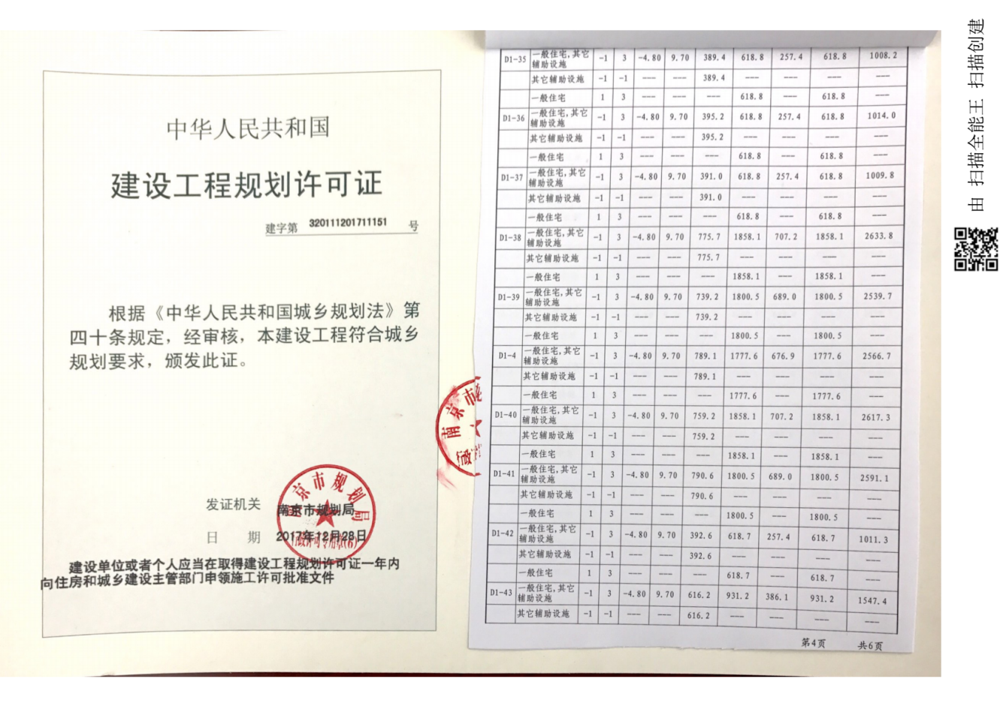 中华人民共和国
建设工程规划许可证
建字第 320111201711151 号
根据《中华人民共和国城乡规划法》第
四十条规定，经审核，本建设工程符合城乡
规划要求，颁发此证。
发证机关 南京市规划局
日 期 2017年12月28日
建设单位或者个人应当在取得建设工程规划许可证一年内
向住房和城乡建设主管部门申领施工许可批准文件
京市规划局
专用章(6)
南京市
D1-35 一般住宅,其它辅助设施 -1 3 -4.80 9.70 389.4 618.8 257.4 618.8 1008.2
其它辅助设施 -1 -1 --- --- 389.4 --- --- --- ---
一般住宅 1 3 --- --- --- 618.8 --- 618.8 ---
D1-36 一般住宅,其它辅助设施 -1 3 -4.80 9.70 395.2 618.8 257.4 618.8 1014.0
其它辅助设施 -1 -1 --- --- 395.2 --- --- --- ---
一般住宅 1 3 --- --- --- 618.8 --- 618.8 ---
D1-37 一般住宅,其它辅助设施 -1 3 -4.80 9.70 391.0 618.8 257.4 618.8 1009.8
其它辅助设施 -1 -1 --- --- 391.0 --- --- --- ---
一般住宅 1 3 --- --- --- 618.8 --- 618.8 ---
D1-38 一般住宅,其它辅助设施 -1 3 -4.80 9.70 775.7 1858.1 707.2 1858.1 2633.8
其它辅助设施 -1 -1 --- --- 775.7 --- --- --- ---
一般住宅 1 3 --- --- --- 1858.1 --- 1858.1 ---
D1-39 一般住宅,其它辅助设施 -1 3 -4.80 9.70 739.2 1800.5 689.0 1800.5 2539.7
其它辅助设施 -1 -1 --- --- 739.2 --- --- --- ---
一般住宅 1 3 --- --- --- 1800.5 --- 1800.5 ---
D1-4 一般住宅,其它辅助设施 -1 3 -4.80 9.70 789.1 1777.6 676.9 1777.6 2566.7
其它辅助设施 -1 -1 --- --- 789.1 --- --- --- ---
一般住宅 1 3 --- --- --- 1777.6 --- 1777.6 ---
D1-40 一般住宅,其它辅助设施 -1 3 -4.80 9.70 759.2 1858.1 707.2 1858.1 2617.3
其它辅助设施 -1 -1 --- --- 759.2 --- --- --- ---
一般住宅 1 3 --- --- --- 1858.1 --- 1858.1 ---
D1-41 一般住宅,其它辅助设施 -1 3 -4.80 9.70 790.6 1800.5 689.0 1800.5 2591.1
其它辅助设施 -1 -1 --- --- 790.6 --- --- --- ---
一般住宅 1 3 --- --- --- 1800.5 --- 1800.5 ---
D1-42 一般住宅,其它辅助设施 -1 3 -4.80 9.70 392.6 618.7 257.4 618.7 1011.3
其它辅助设施 -1 -1 --- --- 392.6 --- --- --- ---
一般住宅 1 3 --- --- --- 618.7 --- 618.7 ---
D1-43 一般住宅,其它辅助设施 -1 3 -4.80 9.70 616.2 931.2 386.1 931.2 1547.4
其它辅助设施 -1 -1 --- --- 616.2 --- --- --- ---
第4页 共6页
由 扫描全能王 扫描创建